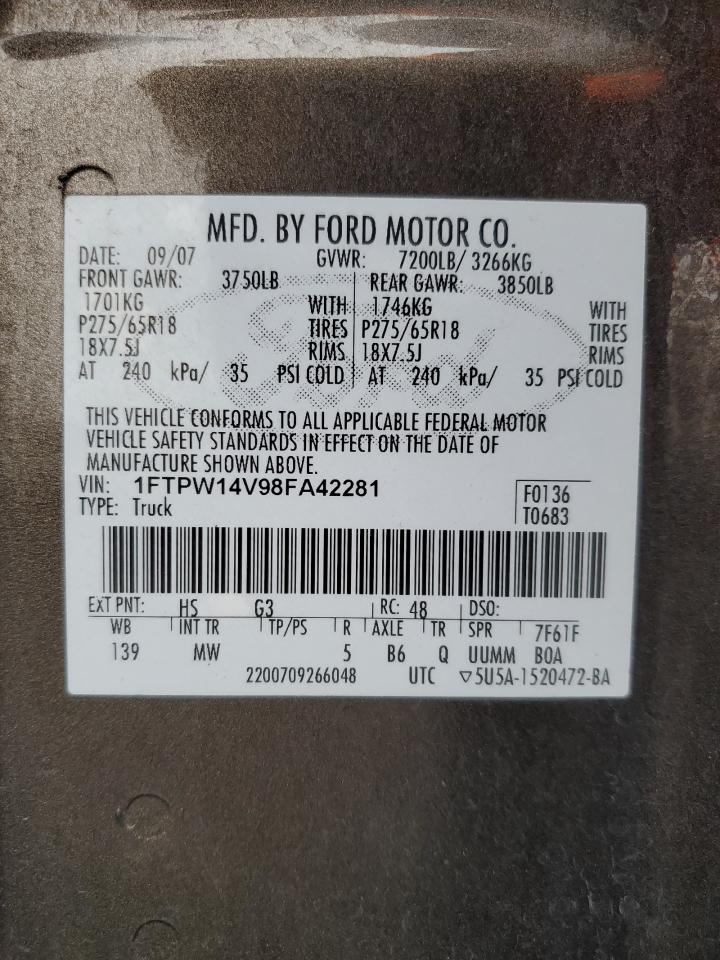 MFD. BY FORD MOTOR CO.
DATE: 09/07 GVWR: 7200LB/ 3266KG
FRONT GAWR: 3750LB REAR GAWR: 3850LB
1701KG WITH 1746KG WITH
P275/65R18 TIRES P275/65R18 TIRES
18X7.5J RIMS 18X7.5J RIMS
AT 240 kPa/ 35 PSI COLD AT 240 kPa/ 35 PSI COLD
Ford
THIS VEHICLE CONFORMS TO ALL APPLICABLE FEDERAL MOTOR
VEHICLE SAFETY STANDARDS IN EFFECT ON THE DATE OF
MANUFACTURE SHOWN ABOVE.
VIN: 1FTPW14V98FA42281 F0136
TYPE: Truck T0683
EXT PNT: HS G3 RC: 48 DSO:
WB INT TR TP/PS R AXLE TR SPR 7F61F
139 MW 5 B6 Q UUMM B0A
2200709266048 UTC ▽5U5A-1520472-BA